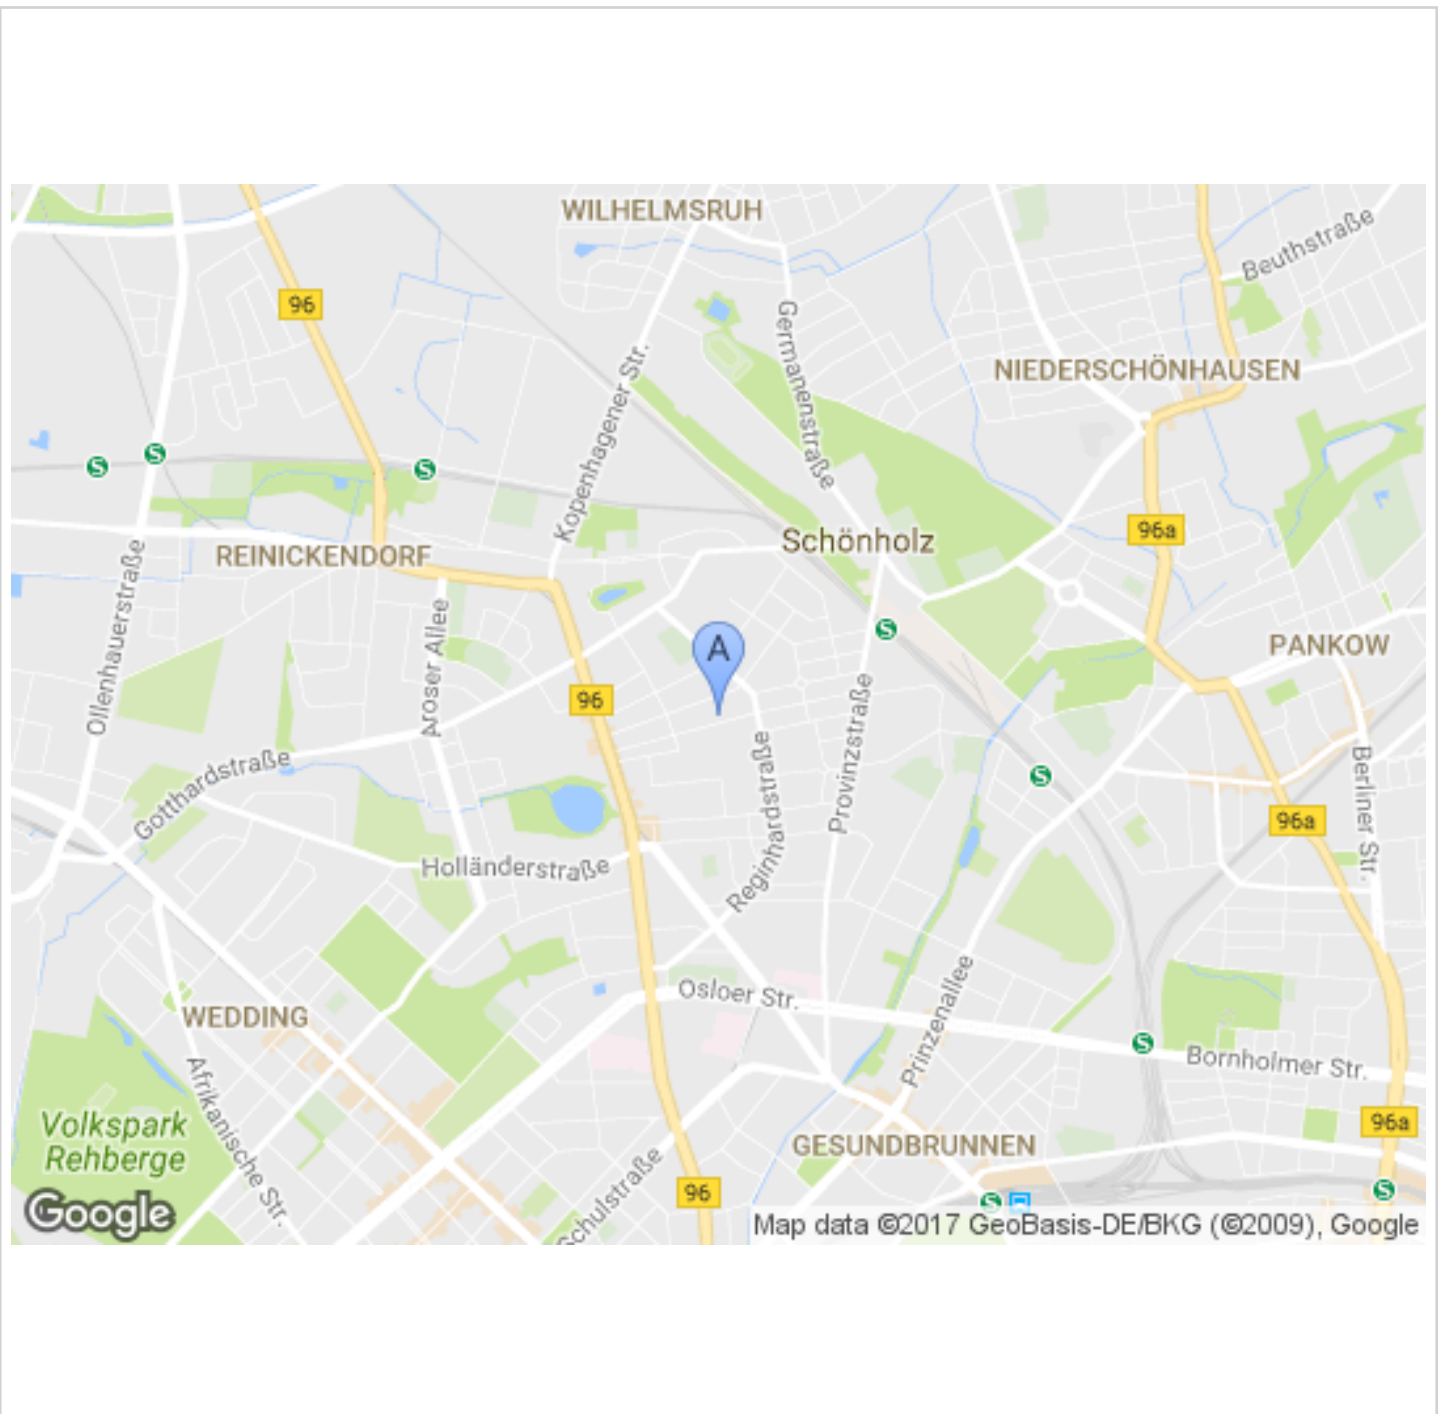 WILHELMSRUH
Beuthstraße
96
Germanenstraße
NIEDERSCHÖNHAUSEN
Kopenhagener Str.
S
S
S
Schönholz
96a
REINICKENDORF
Ollenhauerstraße
Aroser Allee
S
PANKOW
A
96
Provinzstraße
Gotthardstraße
Reginhardstraße
S
Berliner Str.
96a
Holländerstraße
Osloer Str.
Prinzenallee
WEDDING
S
Bornholmer Str.
Afrikanische Str.
Volkspark
Rehberge
96a
GESUNDBRUNNEN
Schulstraße
96
S
S
Google
Map data ©2017 GeoBasis-DE/BKG (©2009), Google